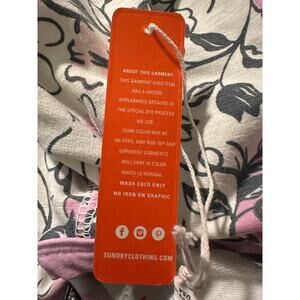 ABOUT THIS GARMENT:
THIS GARMENT DYED ITEM
HAS A UNIQUE
APPEARANCE BECAUSE OF
THE SPECIAL DYE PROCESS
WE USE.
SOME COLOR MAY BE
UN EVEN, MAY RUB-OFF AND
DIFFERENT GARMENTS
WILL VARY IN COLOR
WHICH IS NORMAL.
WASH COLD ONLY
NO IRON ON GRAPHIC
SUNDRYCLOTHING.COM